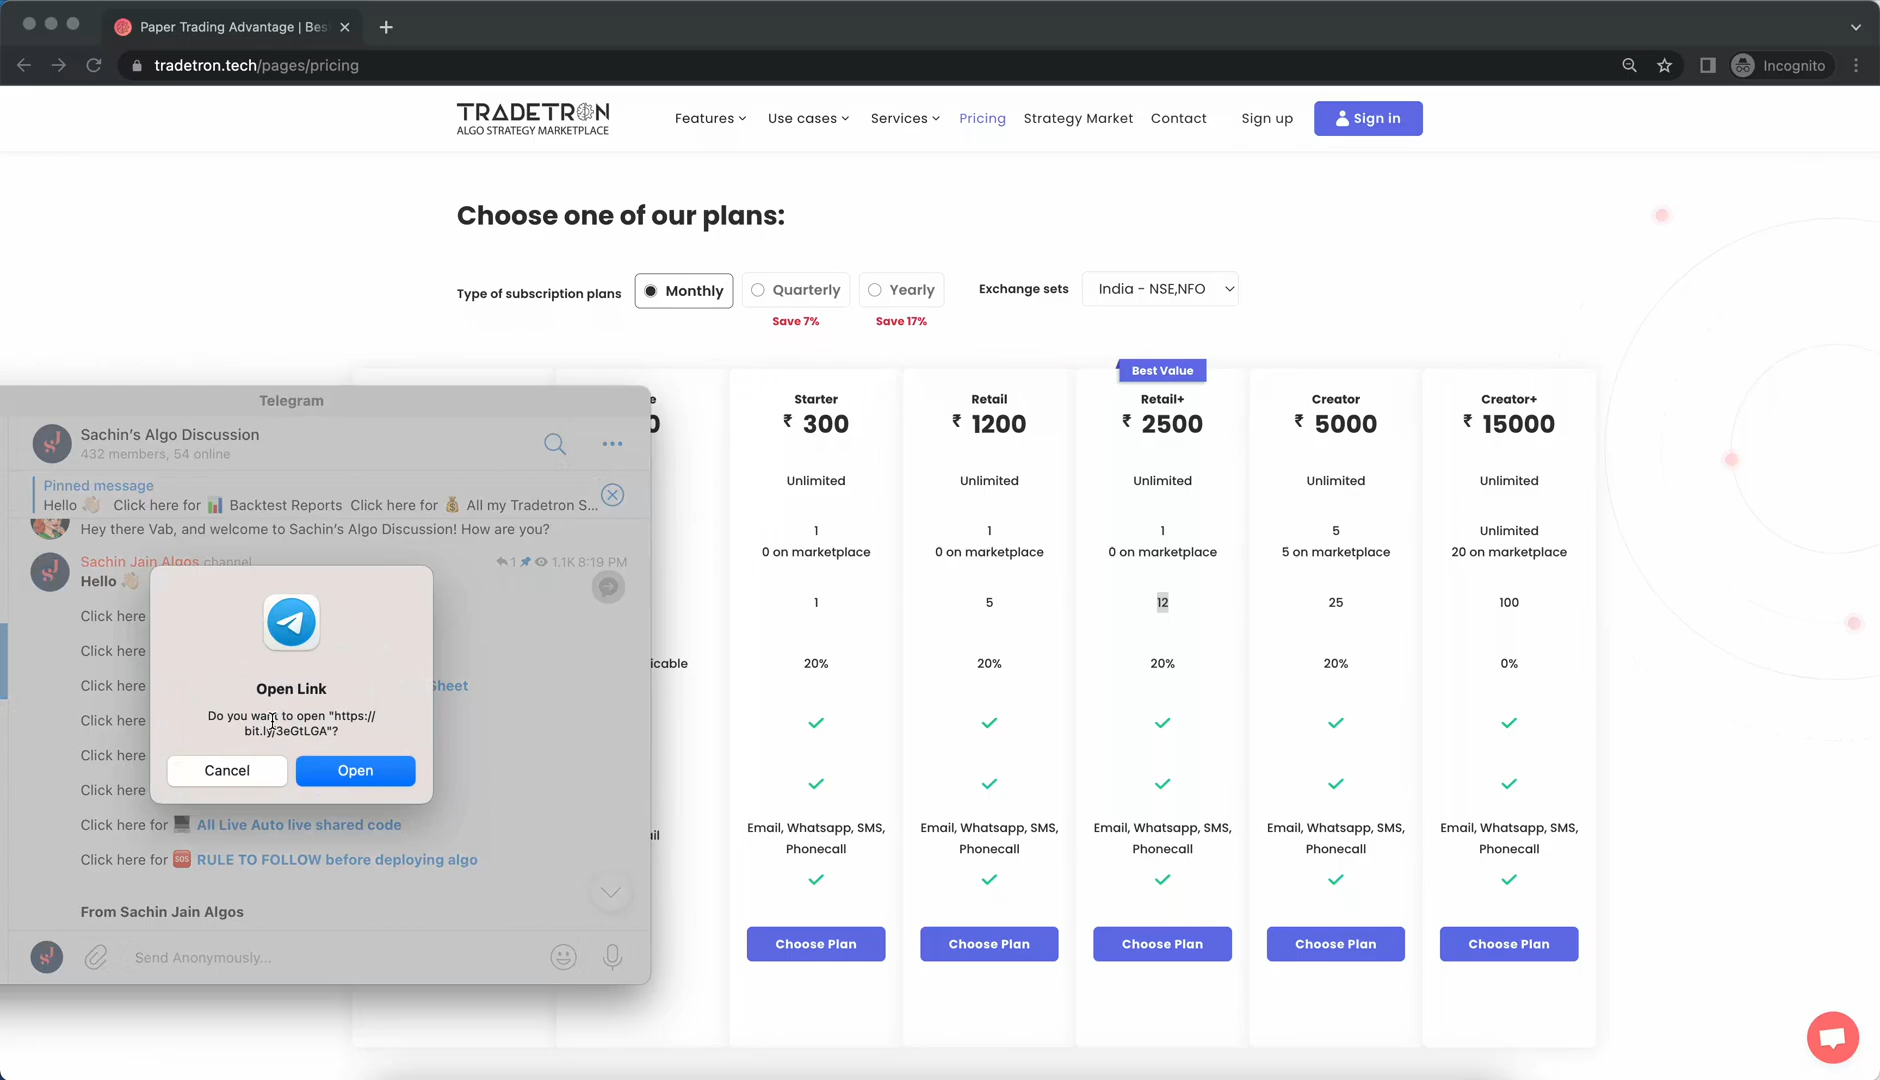 Paper Trading Advantage | Bes
tradetron.tech/pages/pricing
Incognito
TRADETRON
ALGO STRATEGY MARKETPLACE
Features
Use cases
Services
Pricing
Strategy Market
Contact
Sign up
Sign in
Choose one of our plans:
Type of subscription plans
Monthly
Quarterly
Yearly
Exchange sets
India - NSE,NFO
Save 7%
Save 17%
Best Value
e
Starter
Retail
Retail+
Creator
Creator+
0
₹ 300
₹ 1200
₹ 2500
₹ 5000
₹ 15000
Unlimited
Unlimited
Unlimited
Unlimited
Unlimited
1
1
1
5
Unlimited
0 on marketplace
0 on marketplace
0 on marketplace
5 on marketplace
20 on marketplace
1
5
12
25
100
icable
20%
20%
20%
20%
0%
ail
Email, Whatsapp, SMS,
Phonecall
Email, Whatsapp, SMS,
Phonecall
Email, Whatsapp, SMS,
Phonecall
Email, Whatsapp, SMS,
Phonecall
Email, Whatsapp, SMS,
Phonecall
Choose Plan
Choose Plan
Choose Plan
Choose Plan
Choose Plan
Telegram
Sachin's Algo Discussion
432 members, 54 online
Pinned message
Hello 👋🏻 Click here for 📊 Backtest Reports Click here for 💰 All my Tradetron S...
Hey there Vab, and welcome to Sachin's Algo Discussion! How are you?
Sachin Jain Algos channel
1 1.1K 8:19 PM
Hello 👋🏻
Click here
Click here
Click here
Sheet
Click here
Click here
Click here
Click here for 💻 All Live Auto live shared code
Click here for 🆘 RULE TO FOLLOW before deploying algo
From Sachin Jain Algos
Send Anonymously...
Open Link
Do you want to open "https://
bit.ly/3eGtLGA"?
Cancel
Open